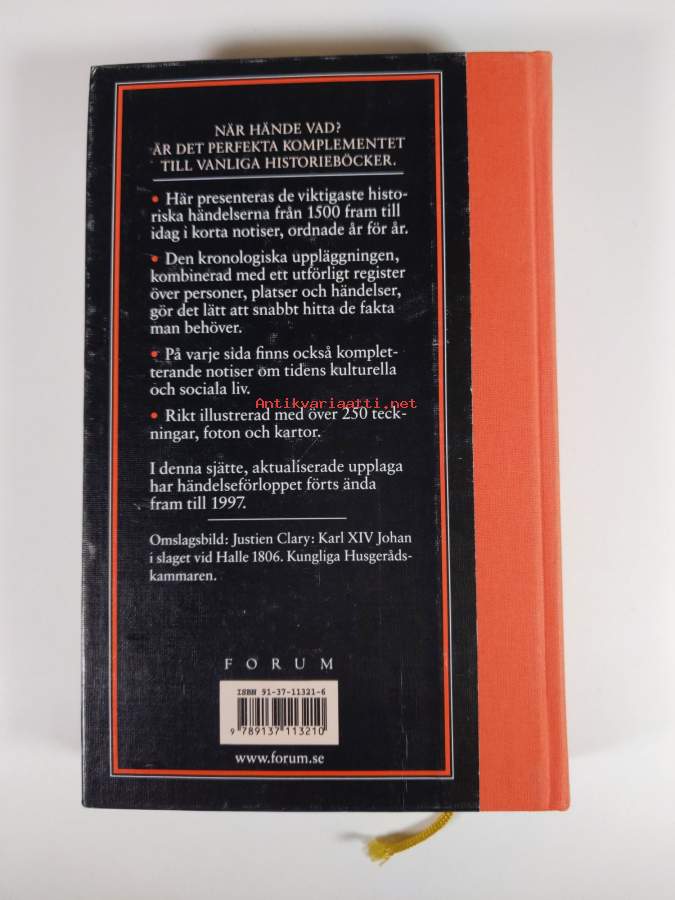 NÄR HÄNDE VAD?
ÄR DET PERFEKTA KOMPLEMENTET
TILL VANLIGA HISTORIEBÖCKER.
• Här presenteras de viktigaste histo-
riska händelserna från 1500 fram till
idag i korta notiser, ordnade år för år.
• Den kronologiska uppläggningen,
kombinerad med ett utförligt register
över personer, platser och händelser,
gör det lätt att snabbt hitta de fakta
man behöver.
• På varje sida finns också komplet-
terande notiser om tidens kulturella
och sociala liv.
Antikvariaatti.net
• Rikt illustrerad med över 250 teck-
ningar, foton och kartor.
I denna sjätte, aktualiserade upplaga
har händelseförloppet förts ända
fram till 1997.
Omslagsbild: Justien Clary: Karl XIV Johan
i slaget vid Halle 1806. Kungliga Husgeråds-
kammaren.
FORUM
ISBN 91-37-11321-6
9 789137 113210
www.forum.se